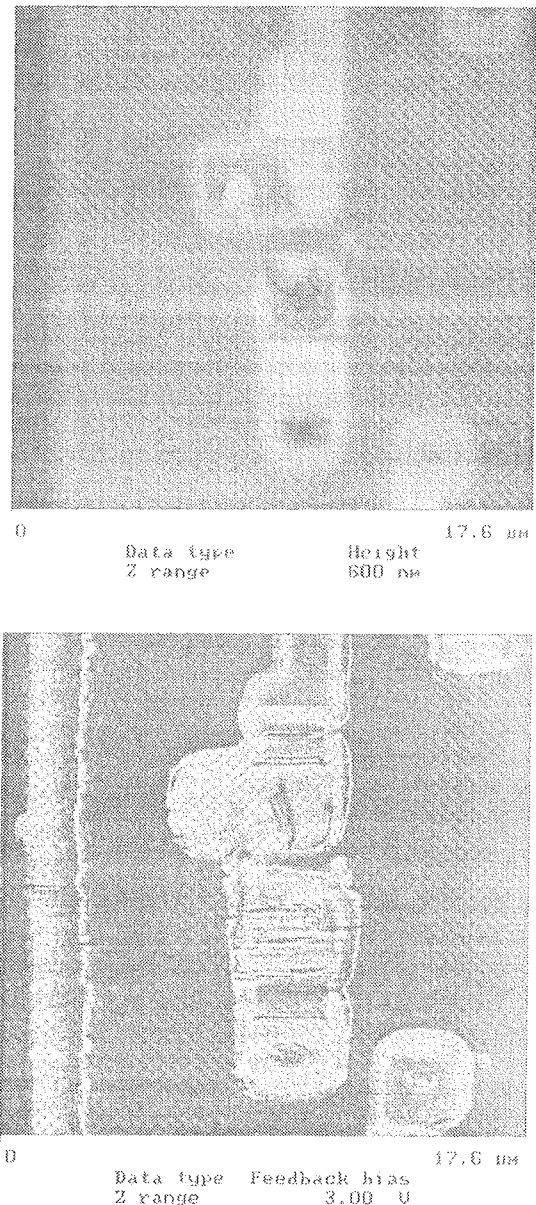 0 17.6 µm
Data type Height
Z range 600 nm
0 17.6 µm
Data type Feedback bias
Z range 3.00 V